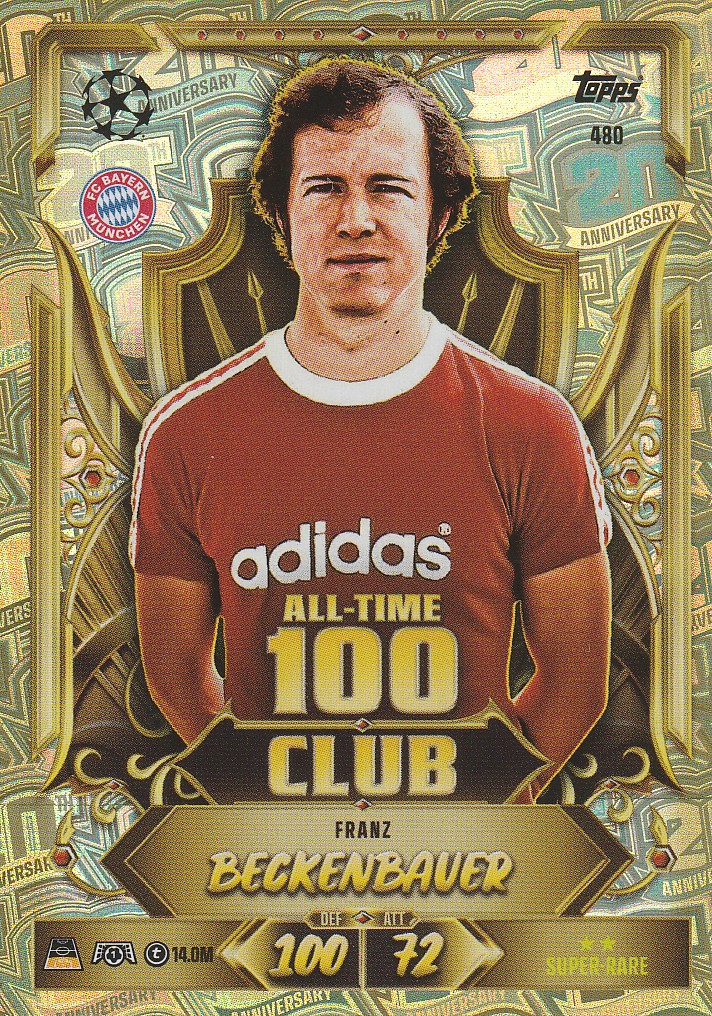 Topps
480
FC BAYERN
MÜNCHEN
20TH
ANNIVERSARY
adidas
ALL-TIME
100
CLUB
FRANZ
BECKENBAUER
DEF ATT
1 t 14.0M 100 72
SUPER RARE